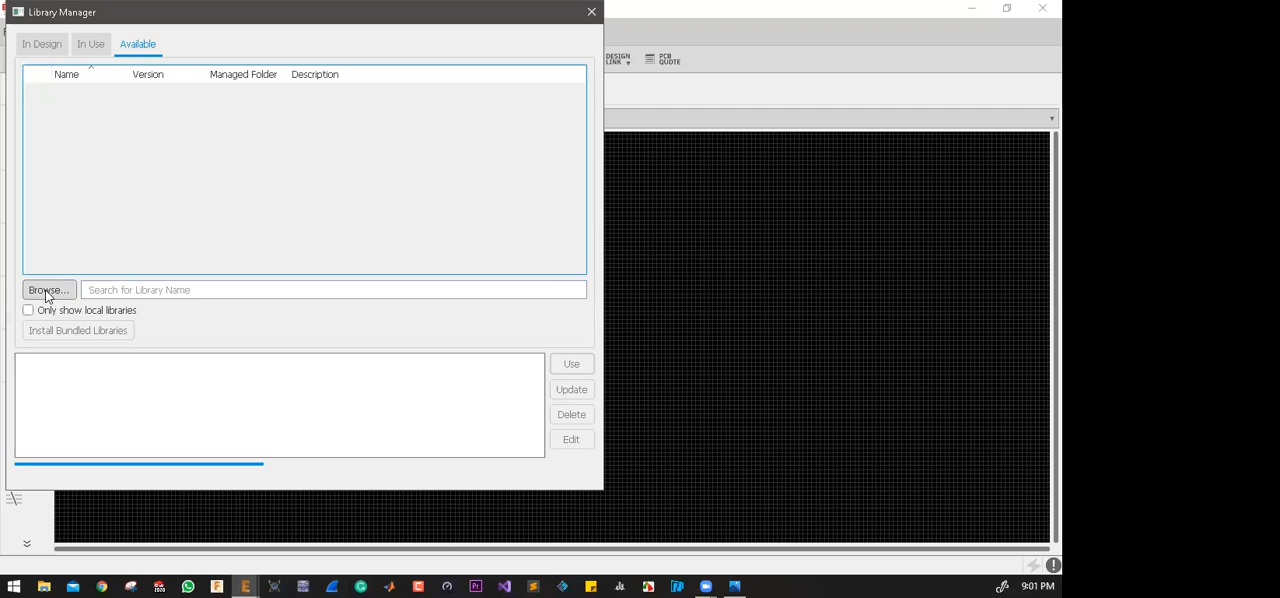 Library Manager
In Design In Use Available
DESIGN LINK
PCB QUOTE
Name Version Managed Folder Description
Browse... Search for Library Name
Only show local libraries
Install Bundled Libraries
Use
Update
Delete
Edit
9:01 PM